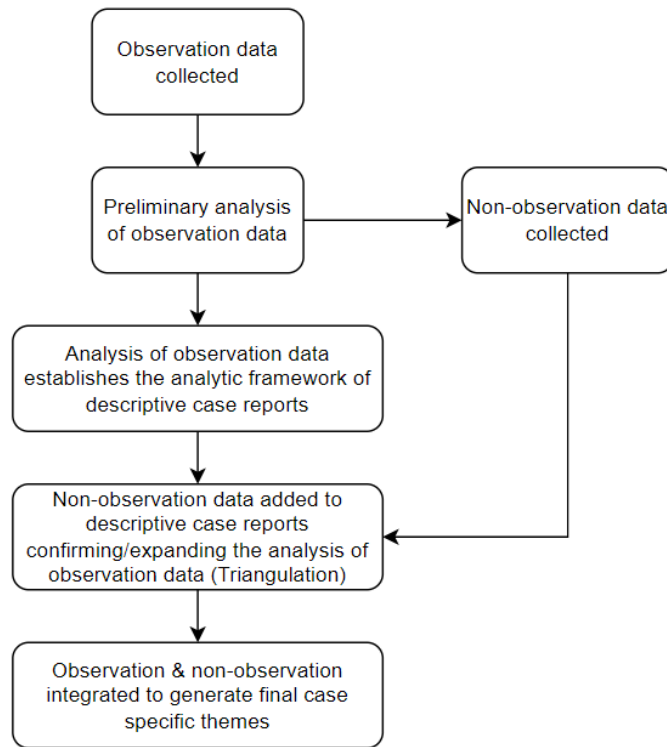 Observation data
collected
Preliminary analysis
of observation data
Non-observation data
collected
Analysis of observation data
establishes the analytic framework of
descriptive case reports
Non-observation data added to
descriptive case reports
confirming/expanding the analysis of
observation data (Triangulation)
Observation & non-observation
integrated to generate final case
specific themes